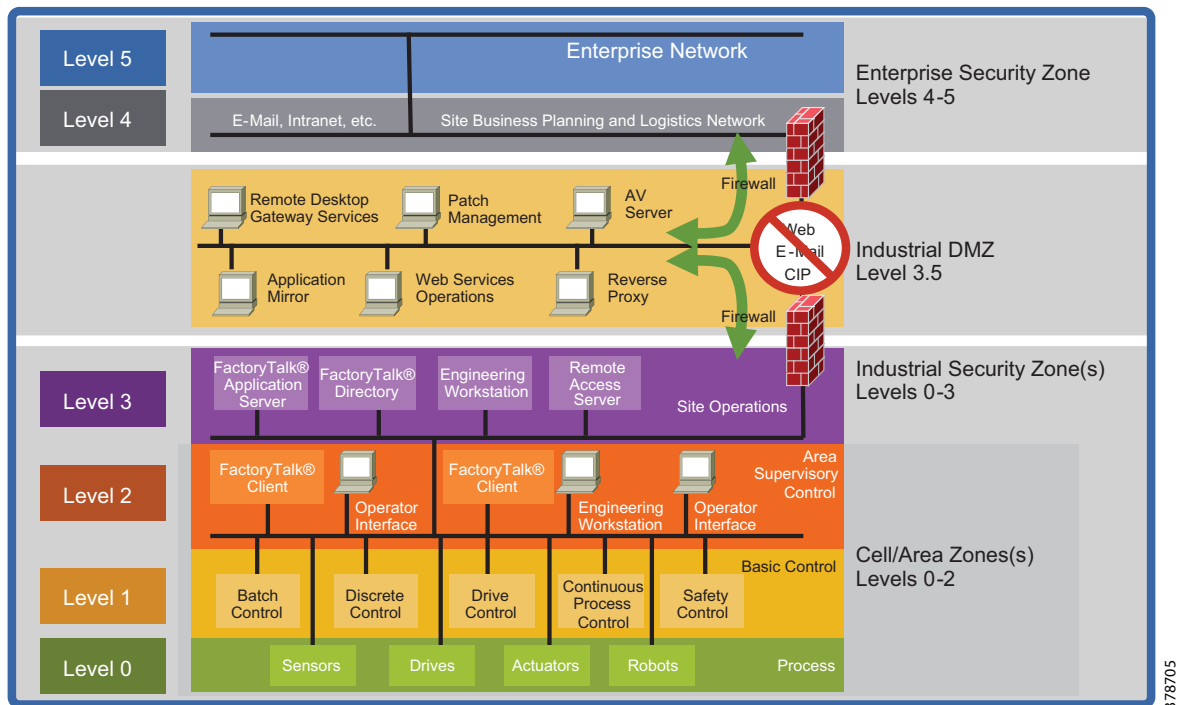 Level 5
Enterprise Network
Enterprise Security Zone
Levels 4-5
Level 4
E-Mail, Intranet, etc.
Site Business Planning and Logistics Network
Firewall
Remote Desktop
Gateway Services
Patch
Management
AV
Server
Web
E-Mail
CIP
Industrial DMZ
Level 3.5
Application
Mirror
Web Services
Operations
Reverse
Proxy
Firewall
Level 3
FactoryTalk®
Application
Server
FactoryTalk®
Directory
Engineering
Workstation
Remote
Access
Server
Site Operations
Industrial Security Zone(s)
Levels 0-3
Level 2
FactoryTalk®
Client
Operator
Interface
FactoryTalk®
Client
Engineering
Workstation
Operator
Interface
Area
Supervisory
Control
Cell/Area Zones(s)
Levels 0-2
Level 1
Basic Control
Batch
Control
Discrete
Control
Drive
Control
Continuous
Process
Control
Safety
Control
Level 0
Sensors
Drives
Actuators
Robots
Process